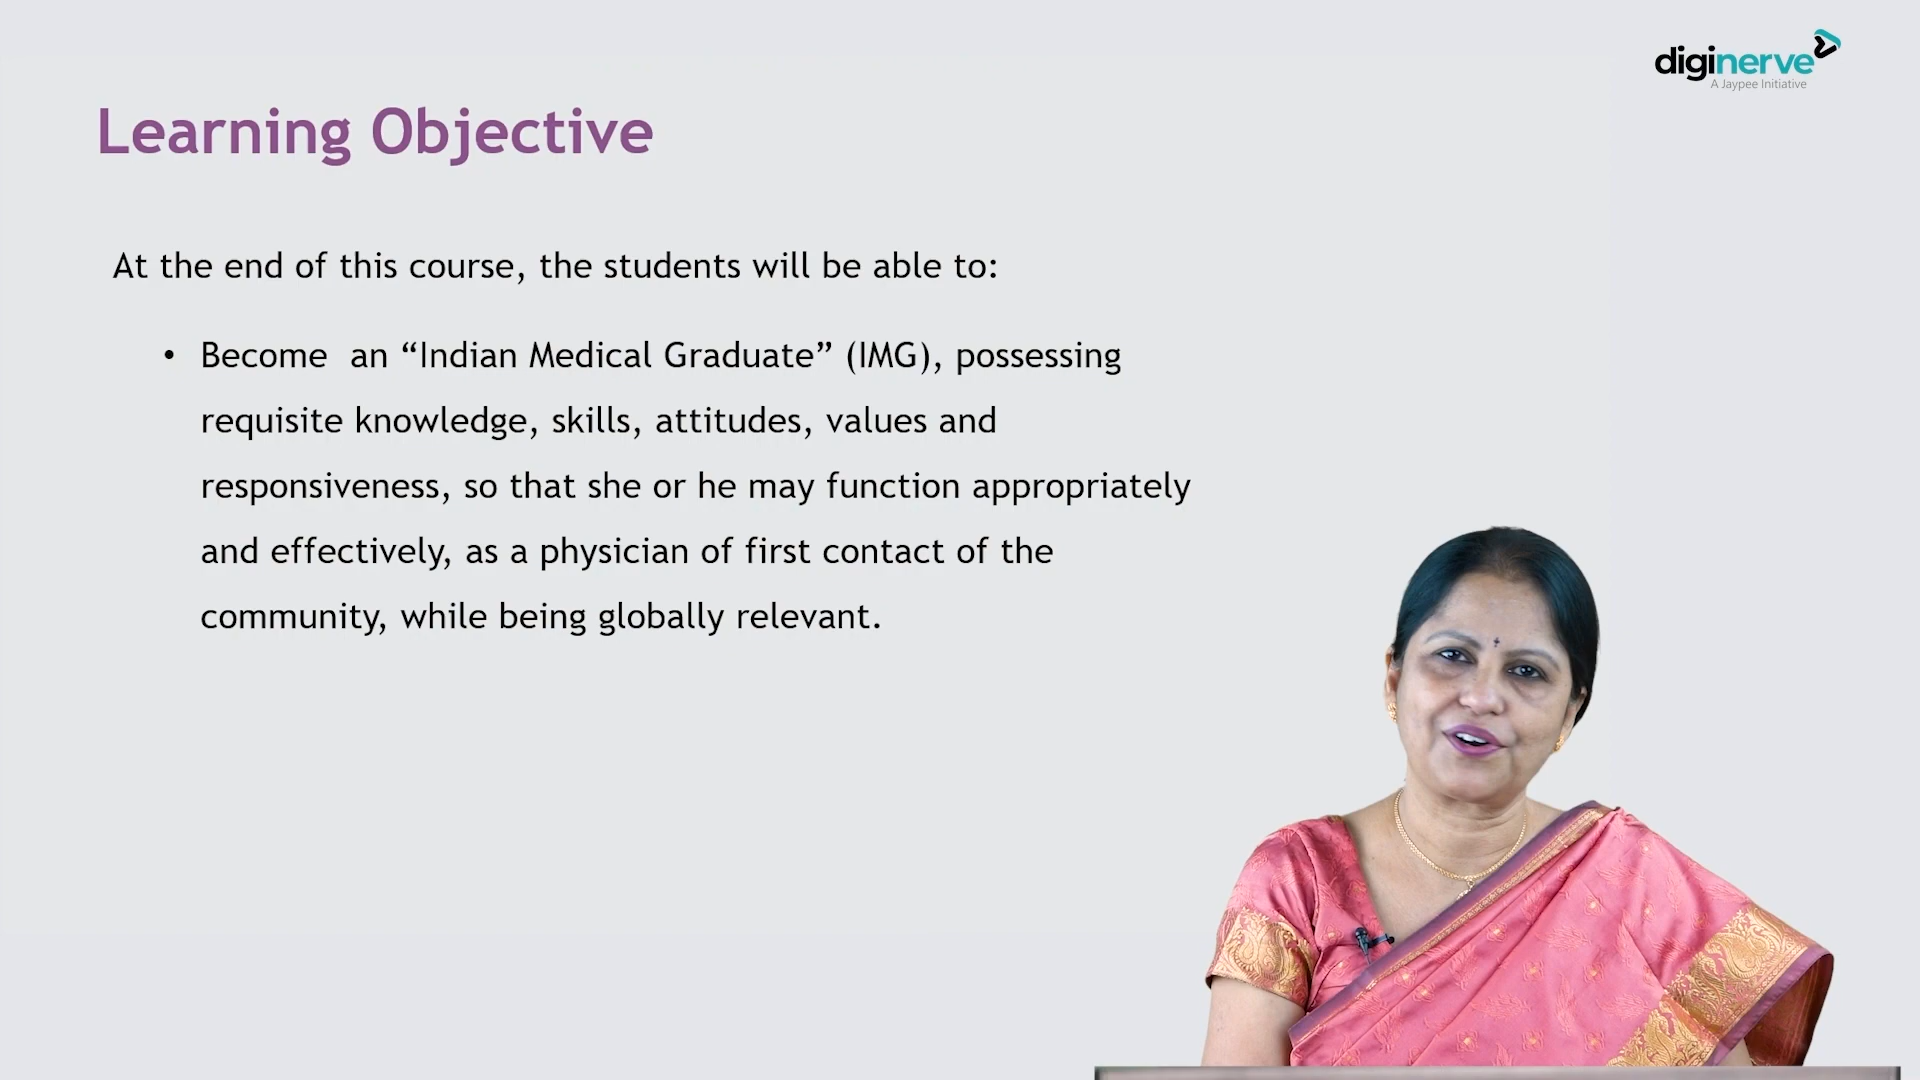 diginerve
A Jaypee Initiative
Learning Objective
At the end of this course, the students will be able to:
• Become  an “Indian Medical Graduate” (IMG), possessing
requisite knowledge, skills, attitudes, values and
responsiveness, so that she or he may function appropriately
and effectively, as a physician of first contact of the
community, while being globally relevant.